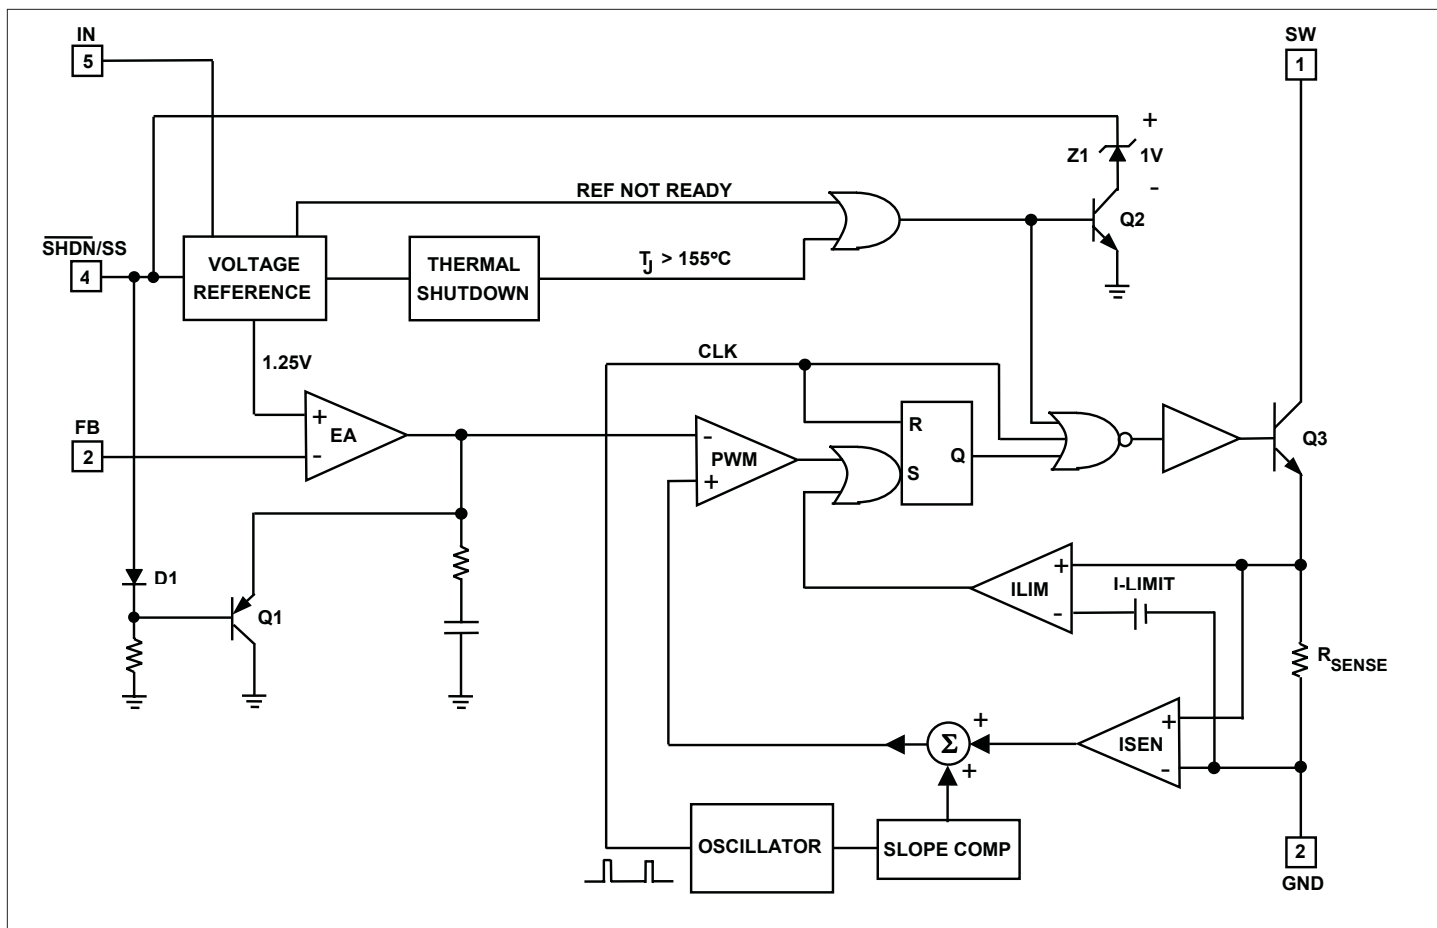 IN
5
SW
1
+
Z1
1V
-
REF NOT READY
Q2
SHDN/SS
4
VOLTAGE
REFERENCE
THERMAL
SHUTDOWN
TJ > 155ºC
1.25V
CLK
FB
2
+
EA
-
-
PWM
+
R
Q
S
Q3
D1
Q1
+
ILIM
-
I-LIMIT
RSENSE
+
Σ
+
+
ISEN
-
OSCILLATOR
SLOPE COMP
2
GND